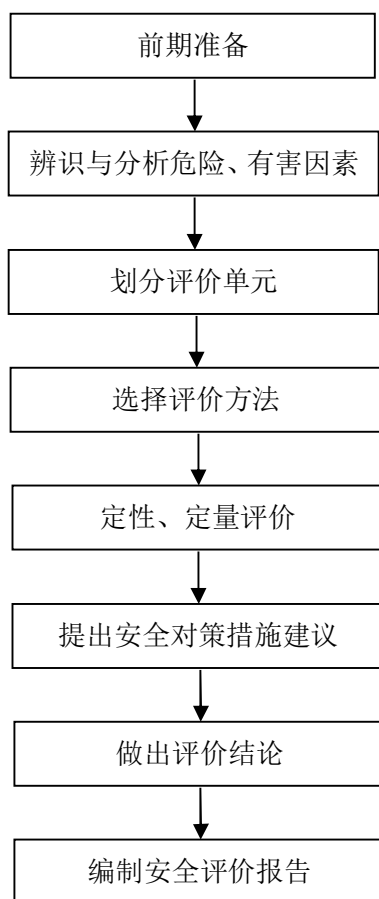 前期准备
辨识与分析危险、有害因素
划分评价单元
选择评价方法
定性、定量评价
提出安全对策措施建议
做出评价结论
编制安全评价报告